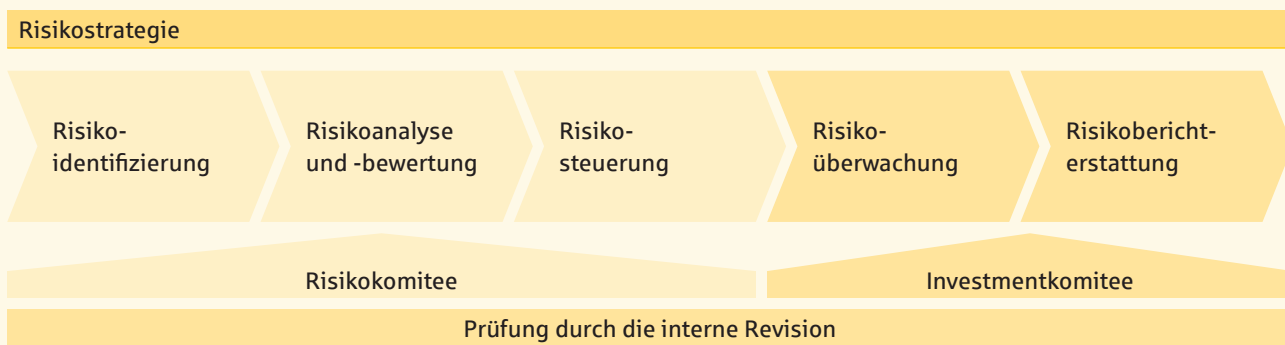 Risikostrategie
Risiko-
identifizierung
Risikoanalyse
und -bewertung
Risiko-
steuerung
Risiko-
überwachung
Risikobericht-
erstattung
Risikokomitee
Investmentkomitee
Prüfung durch die interne Revision